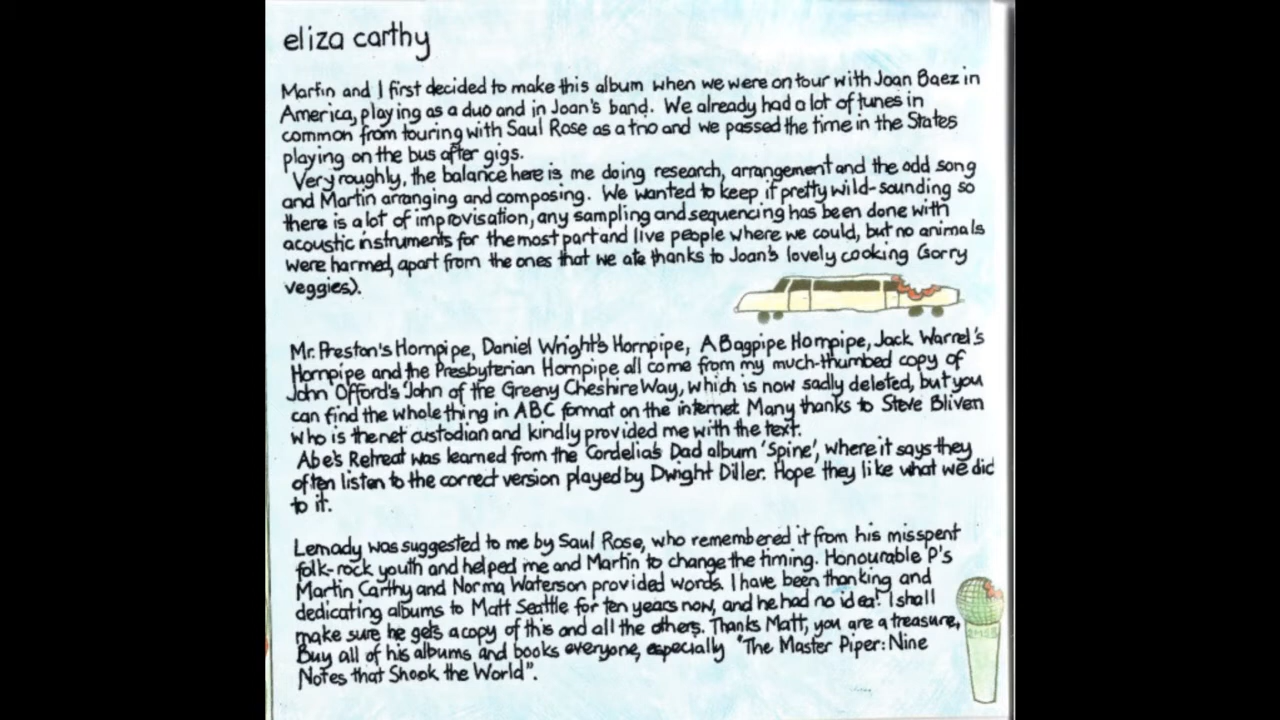 eliza carthy
Martin and I first decided to make this album when we were on tour with Joan Baez in
America, playing as a duo and in Joan's band. We already had a lot of tunes in
common from touring with Saul Rose as a trio and we passed the time in the States
playing on the bus after gigs.
Very roughly, the balance here is me doing research, arrangement and the odd song
and Martin arranging and composing. We wanted to keep it pretty wild-sounding so
there is a lot of improvisation, any sampling and sequencing has been done with
acoustic instruments for the most part and live people where we could, but no animals
were harmed, apart from the ones that we ate thanks to Joan's lovely cooking (sorry
veggies).
Mr. Preston's Hornpipe, Daniel Wright's Hornpipe, A Bagpipe Hornpipe, Jack Warrel's
Hornpipe and the Presbyterian Hornpipe all come from my much-thumbed copy of
John Offord's 'John of the Greeny Cheshire Way, which is now sadly deleted, but you
can find the whole thing in ABC format on the internet. Many thanks to Steve Bliven
who is the net custodian and kindly provided me with the text.
Abe's Retreat was learned from the Cordelia's Dad album 'Spine', where it says they
often listen to the correct version played by Dwight Diller. Hope they like what we did
to it.
Lemady was suggested to me by Saul Rose, who remembered it from his misspent
folk-rock youth and helped me and Martin to change the timing. Honourable P's
Martin Carthy and Norma Waterson provided words. I have been thanking and
dedicating albums to Matt Seattle for ten years now, and he had no idea! I shall
make sure he gets a copy of this and all the others. Thanks Matt, you are a treasure,
Buy all of his albums and books everyone, especially "The Master Piper: Nine
Notes that Shook the World".